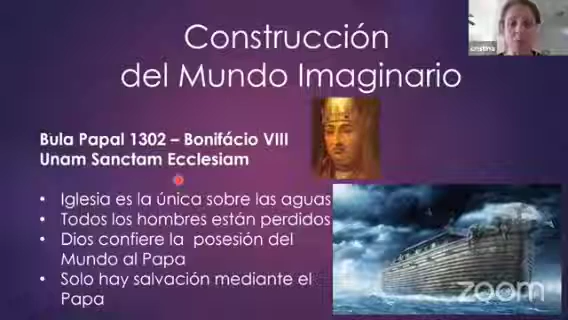 Construcción
del Mundo Imaginario
Bula Papal 1302 – Bonifácio VIII
Unam Sanctam Ecclesiam
• Iglesia es la única sobre las aguas
• Todos los hombres están perdidos
• Dios confiere la posesión del
Mundo al Papa
• Solo hay salvación mediante el
Papa
cristina
zoom